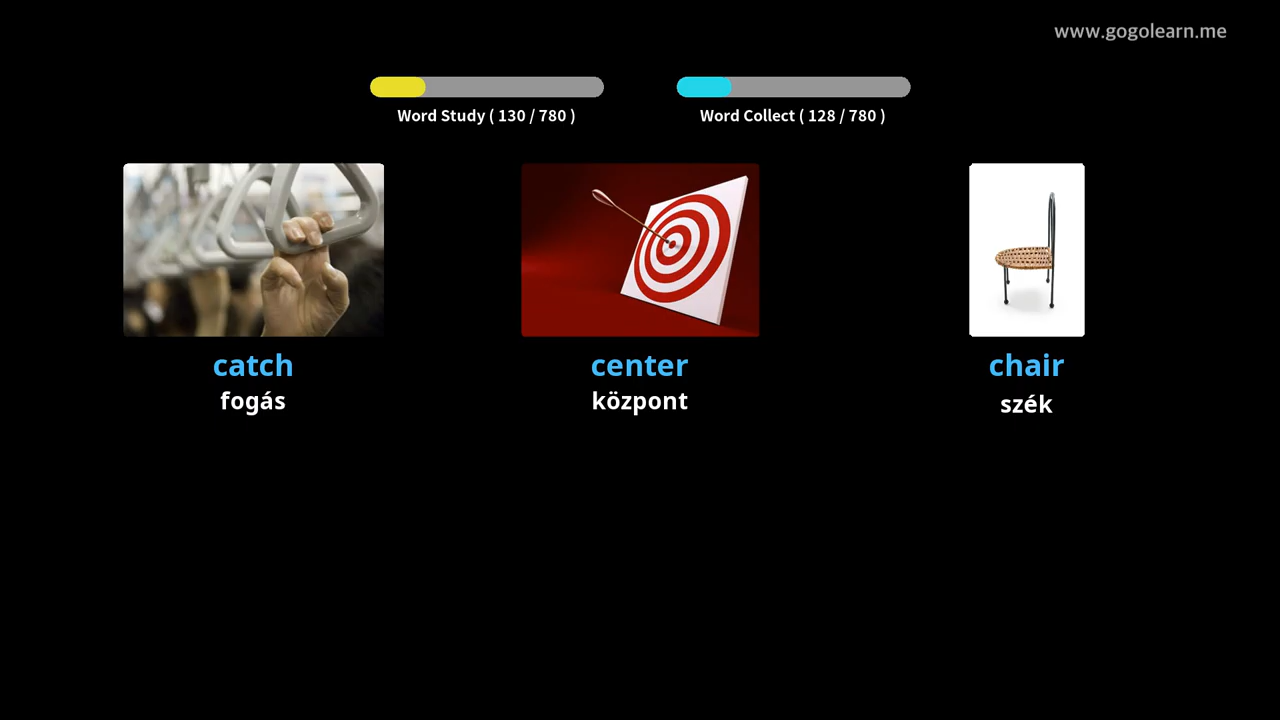 www.gogolearn.me
Word Study ( 130 / 780 )
Word Collect ( 128 / 780 )
catch
center
chair
fogás
központ
szék